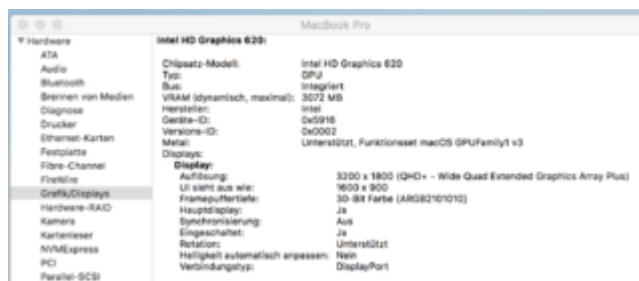 MacBook Pro
Hardware
ATA
Audio
Bluetooth
Brennen von Medien
Diagnose
Drucker
Ethernet-Karten
Festplatte
Fibre-Channel
FireWire
Grafik/Displays
Hardware-RAID
Kamera
Kartenleser
NVMExpress
PCI
Parallel-SCSI
Intel HD Graphics 620:
Chipsatz-Modell: Intel HD Graphics 620
Typ: GPU
Bus: Integriert
VRAM (dynamisch, maximal): 3072 MB
Hersteller: Intel
Geräte-ID: 0x5916
Versions-ID: 0x0002
Metal: Unterstützt, Funktionsset macOS GPUFamily1 v3
Displays:
Display:
Auflösung: 3200 x 1800 (QHD+ - Wide Quad Extended Graphics Array Plus)
UI sieht aus wie: 1600 x 900
Framepuffertiefe: 30-Bit Farbe (ARGB2101010)
Hauptdisplay: Ja
Synchronisierung: Aus
Eingeschaltet: Ja
Rotation: Unterstützt
Helligkeit automatisch anpassen: Nein
Verbindungstyp: DisplayPort